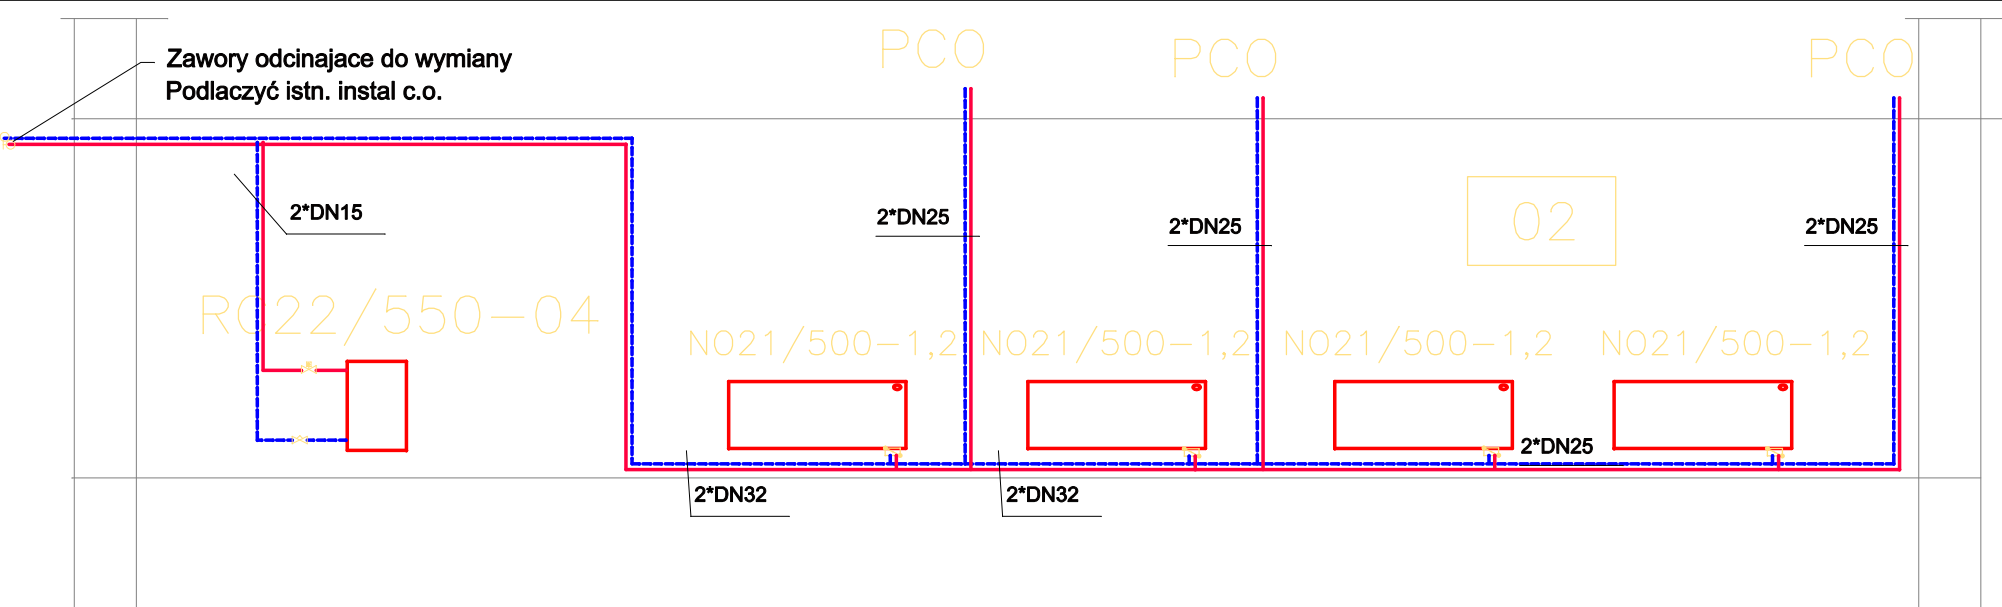 PCO
PCO
PCO
Zawory odcinajace do wymiany
Podlaczyć istn. instal c.o.
2*DN15
2*DN25
2*DN25
02
2*DN25
RO22/550-04
NO21/500-1,2
NO21/500-1,2
NO21/500-1,2
NO21/500-1,2
2*DN25
2*DN32
2*DN32